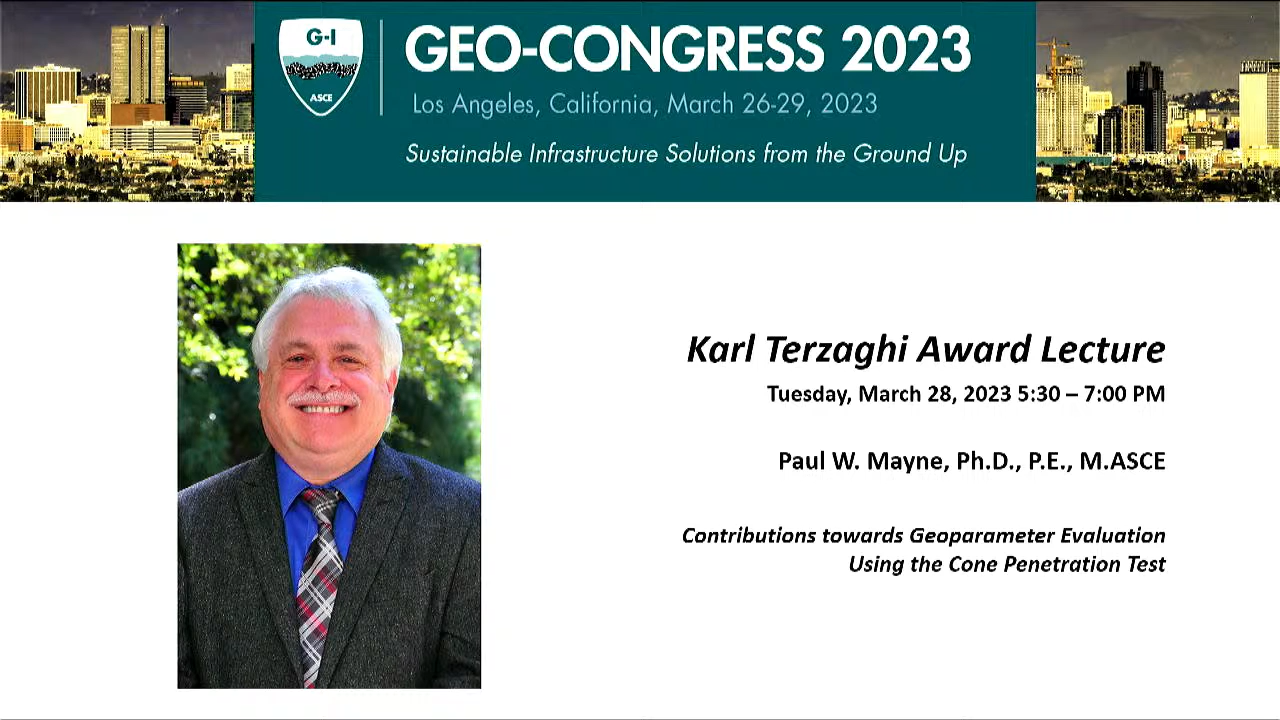 G-I
ASCE
GEO-CONGRESS 2023
Los Angeles, California, March 26-29, 2023
Sustainable Infrastructure Solutions from the Ground Up
Karl Terzaghi Award Lecture
Tuesday, March 28, 2023 5:30 – 7:00 PM
Paul W. Mayne, Ph.D., P.E., M.ASCE
Contributions towards Geoparameter Evaluation
Using the Cone Penetration Test